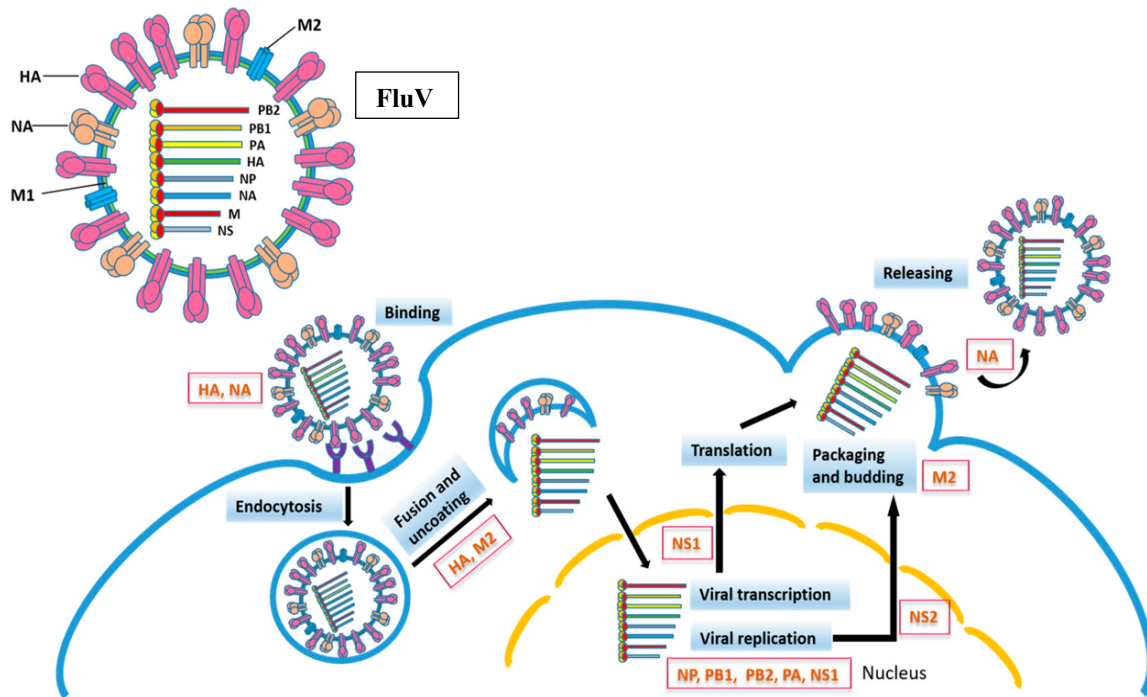 M2
HA
FluV
NA
M1
PB2
PB1
PA
HA
NP
NA
M
NS
Binding
HA, NA
Endocytosis
Fusion and
uncoating
HA, M2
Translation
NS1
Viral transcription
Viral replication
NP, PB1, PB2, PA, NS1
Nucleus
NS2
Packaging
and budding
M2
Releasing
NA